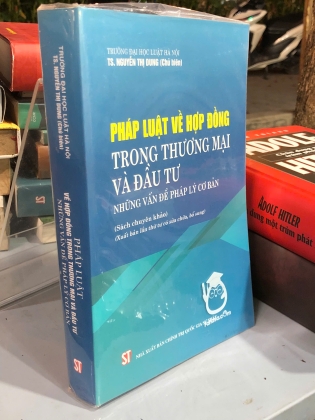 TRƯỜNG ĐẠI HỌC LUẬT HÀ NỘI
TS. NGUYỄN THỊ DUNG (Chủ biên)
PHÁP LUẬT VỀ HỢP ĐỒNG
TRONG THƯƠNG MẠI
VÀ ĐẦU TƯ
NHỮNG VẤN ĐỀ PHÁP LÝ CƠ BẢN
(Sách chuyên khảo)
(Xuất bản lần thứ tư có sửa chữa, bổ sung)
ST
NHÀ XUẤT BẢN CHÍNH TRỊ QUỐC GIA
TRƯỜNG ĐẠI HỌC LUẬT HÀ NỘI
TS. NGUYỄN THỊ DUNG (Chủ biên)
PHÁP LUẬT
VỀ HỢP ĐỒNG TRONG THƯƠNG MẠI VÀ ĐẦU TƯ
NHỮNG VẤN ĐỀ PHÁP LÝ CƠ BẢN
ST
ADOLF
ADOLF HITLER
một trùm phát